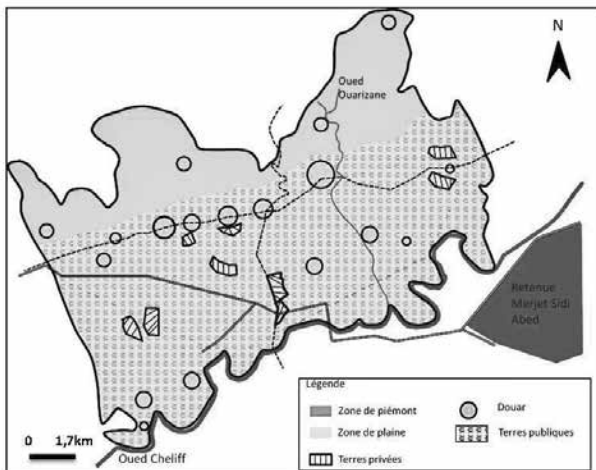 N
Oued
Ouarizane
Retenue
Merjet Sidi
Abed
Légende
Zone de piémont
Douar
Zone de plaine
Terres publiques
Terres privées
0 1,7km
Oued Cheliff